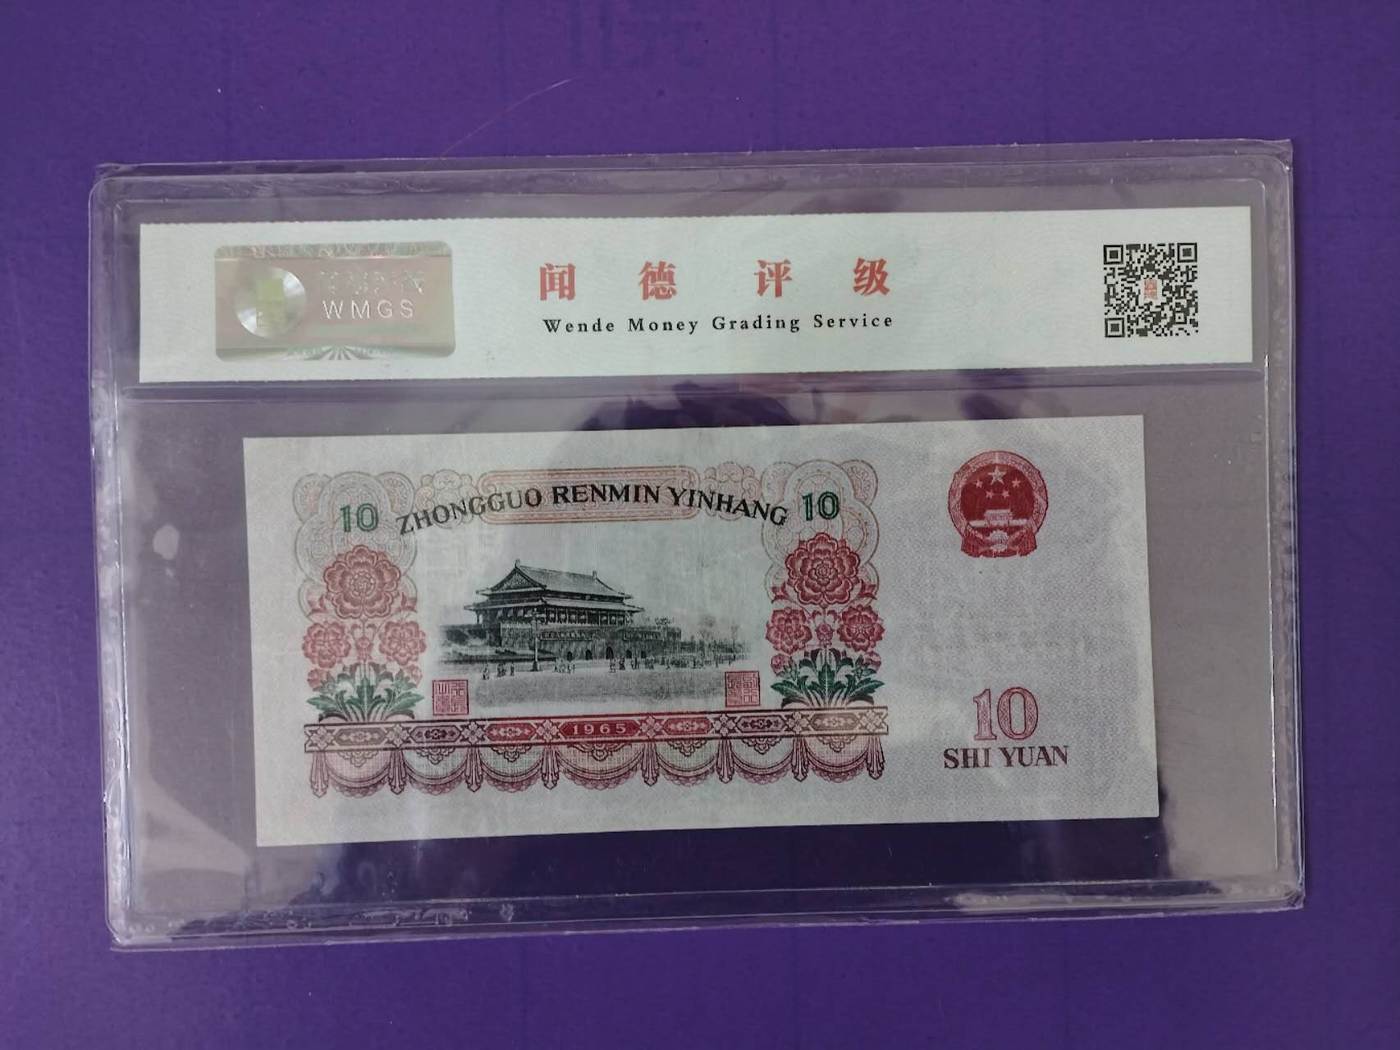 WMGS
闻德评级
Wende Money Grading Service
10 ZHONGGUO RENMIN YINHANG 10
1965
10
SHI YUAN